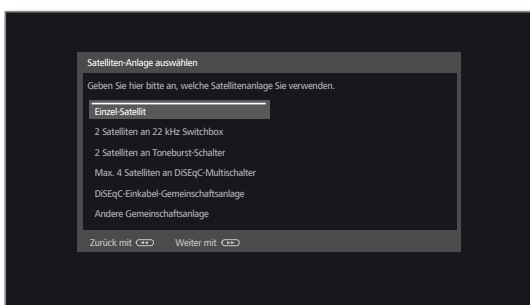 Satelliten-Anlage auswählen
Geben Sie hier bitte an, welche Satellitenanlage Sie verwenden.
Einzel-Satellit
2 Satelliten an 22 kHz Switchbox
2 Satelliten an Toneburst-Schalter
Max. 4 Satelliten an DiSEqC-Multischalter
DiSEqC-Einkabel-Gemeinschaftsanlage
Andere Gemeinschaftsanlage
Zurück mit Weiter mit